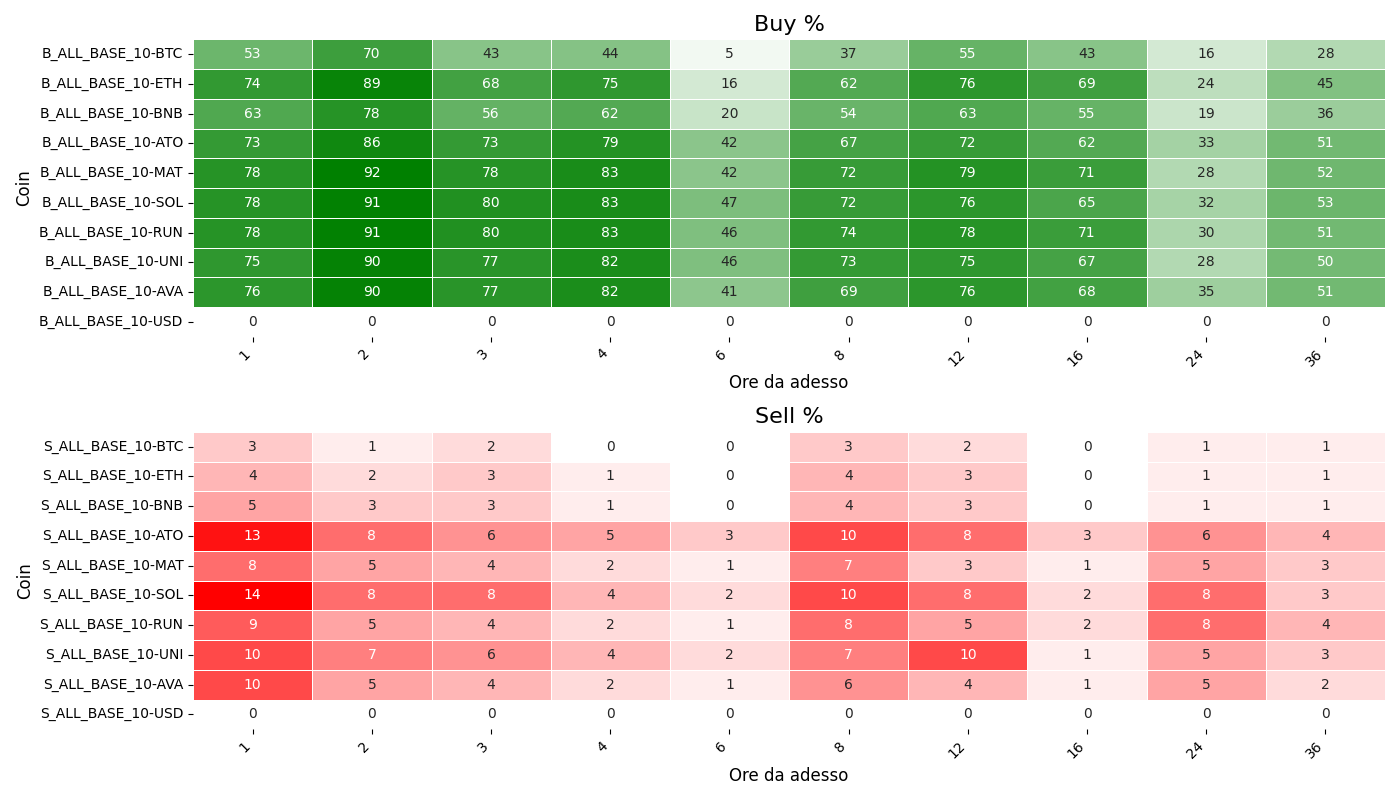 Buy %
Coin
B_ALL_BASE_10-BTC 53 70 43 44 5 37 55 43 16 28
B_ALL_BASE_10-ETH 74 89 68 75 16 62 76 69 24 45
B_ALL_BASE_10-BNB 63 78 56 62 20 54 63 55 19 36
B_ALL_BASE_10-ATO 73 86 73 79 42 67 72 62 33 51
B_ALL_BASE_10-MAT 78 92 78 83 42 72 79 71 28 52
B_ALL_BASE_10-SOL 78 91 80 83 47 72 76 65 32 53
B_ALL_BASE_10-RUN 78 91 80 83 46 74 78 71 30 51
B_ALL_BASE_10-UNI 75 90 77 82 46 73 75 67 28 50
B_ALL_BASE_10-AVA 76 90 77 82 41 69 76 68 35 51
B_ALL_BASE_10-USD 0 0 0 0 0 0 0 0 0 0
1 2 3 4 6 8 12 16 24 36
Ore da adesso
Sell %
Coin
S_ALL_BASE_10-BTC 3 1 2 0 0 3 2 0 1 1
S_ALL_BASE_10-ETH 4 2 3 1 0 4 3 0 1 1
S_ALL_BASE_10-BNB 5 3 3 1 0 4 3 0 1 1
S_ALL_BASE_10-ATO 13 8 6 5 3 10 8 3 6 4
S_ALL_BASE_10-MAT 8 5 4 2 1 7 3 1 5 3
S_ALL_BASE_10-SOL 14 8 8 4 2 10 8 2 8 3
S_ALL_BASE_10-RUN 9 5 4 2 1 8 5 2 8 4
S_ALL_BASE_10-UNI 10 7 6 4 2 7 10 1 5 3
S_ALL_BASE_10-AVA 10 5 4 2 1 6 4 1 5 2
S_ALL_BASE_10-USD 0 0 0 0 0 0 0 0 0 0
1 2 3 4 6 8 12 16 24 36
Ore da adesso